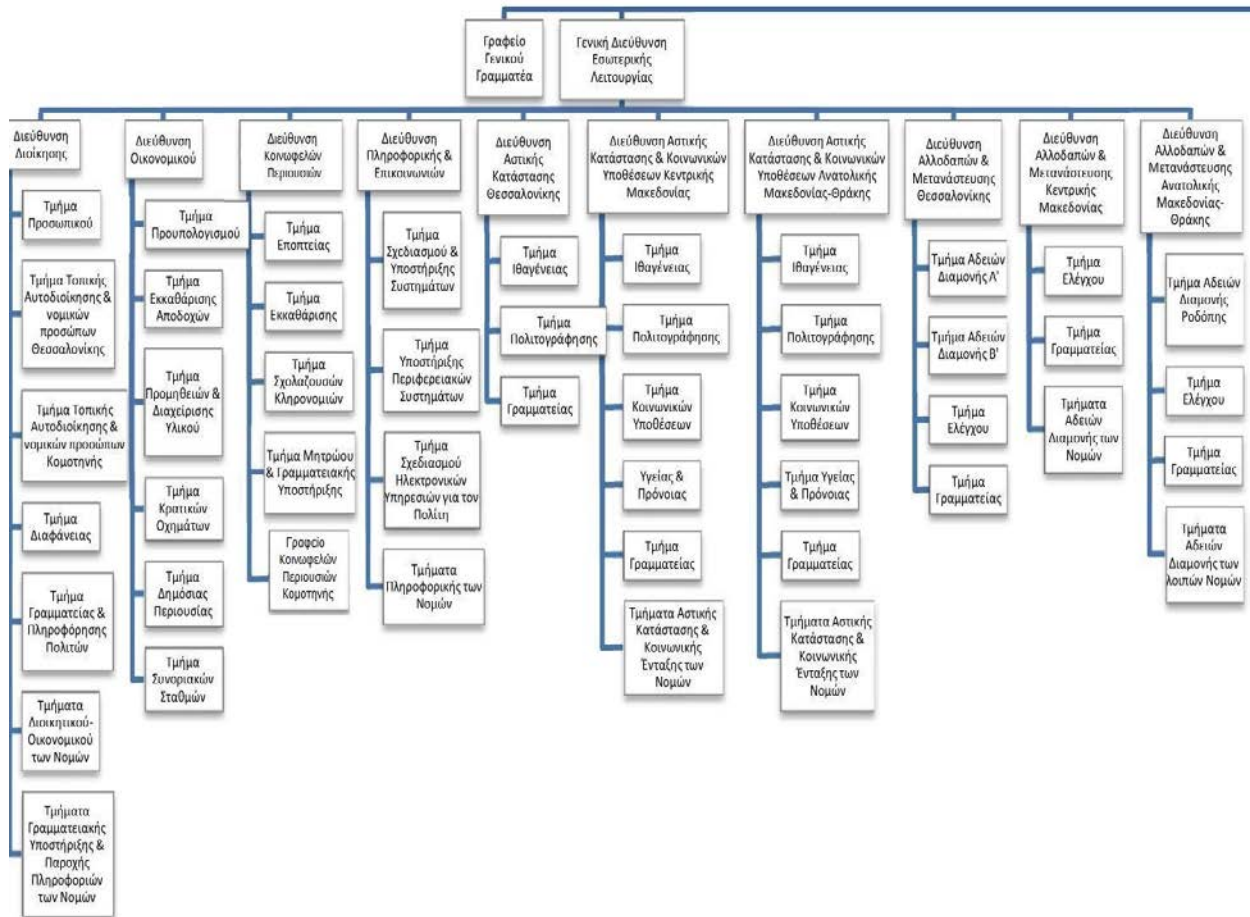 Γραφείο
Γενικού
Γραμματέα
Γενική Διεύθυνση
Εσωτερικής
Λειτουργίας
Διεύθυνση
Διοίκησης
Τμήμα
Προσωπικού
Τμήμα Τοπικής
Αυτοδιοίκησης &
νομικών
προσώπων
Θεσσαλονίκης
Τμήμα Τοπικής
Αυτοδιοίκησης &
νομικών προσώπων
Κομοτηνής
Τμήμα
Διαφάνειας
Τμήμα
Γραμματείας &
Πληροφόρησης
Πολιτών
Τμήματα
Διοικητικού-
Οικονομικού
των Νομών
Τμήματα
Γραμματειακής
Υποστήριξης &
Παροχής
Πληροφοριών
των Νομών
Διεύθυνση
Οικονομικού
Τμήμα
Προυπολογισμού
Τμήμα
Εκκαθάρισης
Αποδοχών
Τμήμα
Προμηθειών &
Διαχείρισης
Υλικού
Τμήμα
Κρατικών
Οχημάτων
Τμήμα
Δημόσιας
Περιουσίας
Τμήμα
Συνοριακών
Σταθμών
Διεύθυνση
Κοινωφελών
Περιουσιών
Τμήμα
Εποπτείας
Τμήμα
Εκκαθάρισης
Τμήμα
Σχολαζουσών
Κληρονομιών
Τμήμα Μητρώου
& Γραμματειακής
Υποστήριξης
Γραφείο
Κοινωφελών
Περιουσιών
Κομοτηνής
Διεύθυνση
Πληροφορικής &
Επικοινωνιών
Τμήμα
Σχεδιασμού &
Υποστήριξης
Συστημάτων
Τμήμα
Υποστήριξης
Περιφερειακών
Συστημάτων
Τμήμα
Σχεδιασμού
Ηλεκτρονικών
Υπηρεσιών για τον
Πολίτη
Τμήματα
Πληροφορικής των
Νομών
Διεύθυνση
Αστικής
Κατάστασης
Θεσσαλονίκης
Τμήμα
Ιθαγένειας
Τμήμα
Πολιτογράφησης
Τμήμα
Γραμματείας
Διεύθυνση Αστικής
Κατάστασης & Κοινωνικών
Υποθέσεων Κεντρικής
Μακεδονίας
Τμήμα
Ιθαγένειας
Τμήμα
Πολιτογράφησης
Τμήμα
Κοινωνικών
Υποθέσεων
Υγείας &
Πρόνοιας
Τμήμα
Γραμματείας
Τμήματα Αστικής
Κατάστασης &
Κοινωνικής
Ένταξης των
Νομών
Διεύθυνση Αστικής
Κατάστασης & Κοινωνικών
Υποθέσεων Ανατολικής
Μακεδονίας-Θράκης
Τμήμα
Ιθαγένειας
Τμήμα
Πολιτογράφησης
Τμήμα
Κοινωνικών
Υποθέσεων
Τμήμα Υγείας
& Πρόνοιας
Τμήμα
Γραμματείας
Τμήματα Αστικής
Κατάστασης &
Κοινωνικής
Ένταξης των
Νομών
Διεύθυνση
Αλλοδαπών &
Μετανάστευσης
Θεσσαλονίκης
Τμήμα Αδειών
Διαμονής Α'
Τμήμα Αδειών
Διαμονής Β'
Τμήμα
Ελέγχου
Τμήμα
Γραμματείας
Διεύθυνση
Αλλοδαπών &
Μετανάστευσης
Κεντρικής
Μακεδονίας
Τμήμα
Ελέγχου
Τμήμα
Γραμματείας
Τμήματα
Αδειών
Διαμονής των
Νομών
Διεύθυνση
Αλλοδαπών &
Μετανάστευσης
Ανατολικής
Μακεδονίας-
Θράκης
Τμήμα Αδειών
Διαμονής
Ροδόπης
Τμήμα
Ελέγχου
Τμήμα
Γραμματείας
Τμήματα
Αδειών
Διαμονής των
λοιπών Νομών